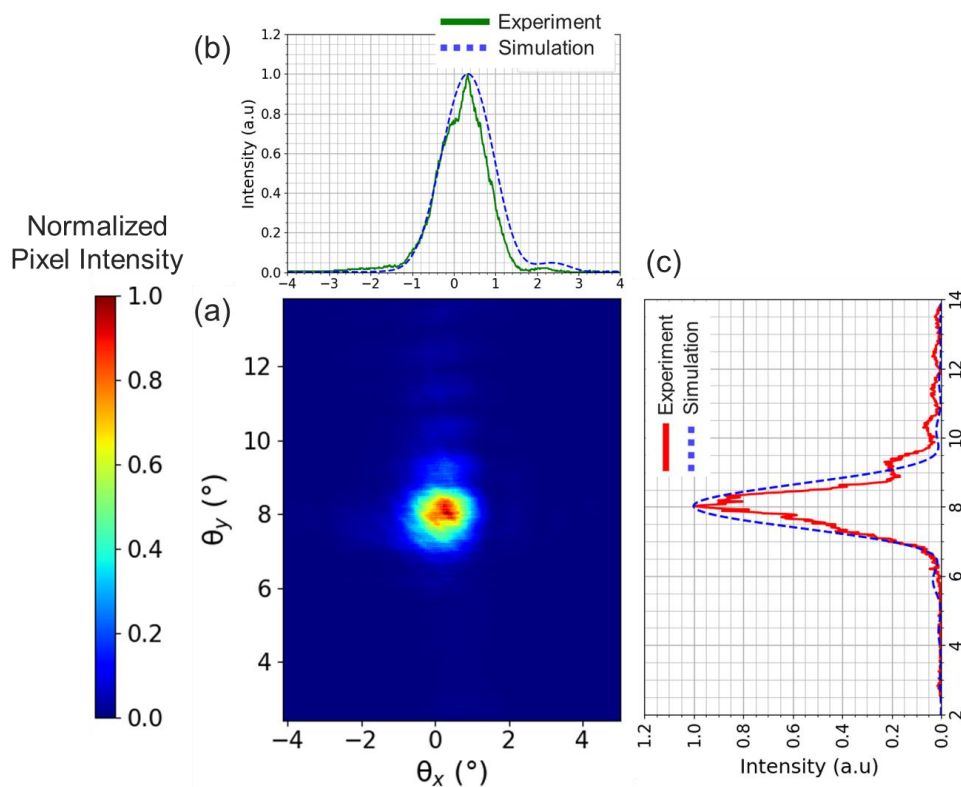 Experiment
Simulation
(b)
1.2
1.0
0.8
0.6
0.4
0.2
0.0
Intensity (a.u)
−4 −3 −2 −1 0 1 2 3 4
Normalized
Pixel Intensity
1.0
0.8
0.6
0.4
0.2
0.0
(a)
12
10
8
6
4
θy (°)
−4 −2 0 2 4
θx (°)
(c)
Experiment
Simulation
14
12
10
8
6
4
2
1.2 1.0 0.8 0.6 0.4 0.2 0.0
Intensity (a.u)